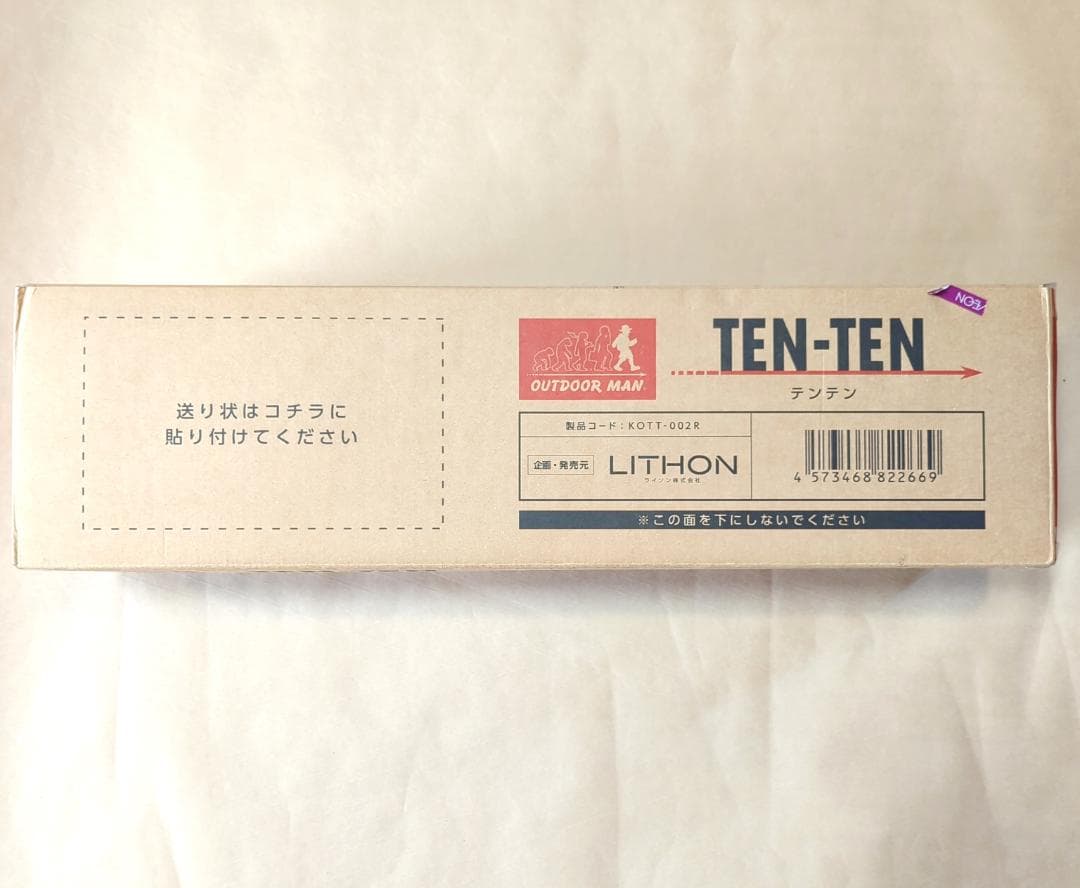 送り状はコチラに
貼り付けてください
OUTDOOR MAN
TEN-TEN
テンテン
製品コード:KOTT-002R
企画・発売元
LITHON
ライソン株式会社
4 573468 822669
※この面を下にしないでください